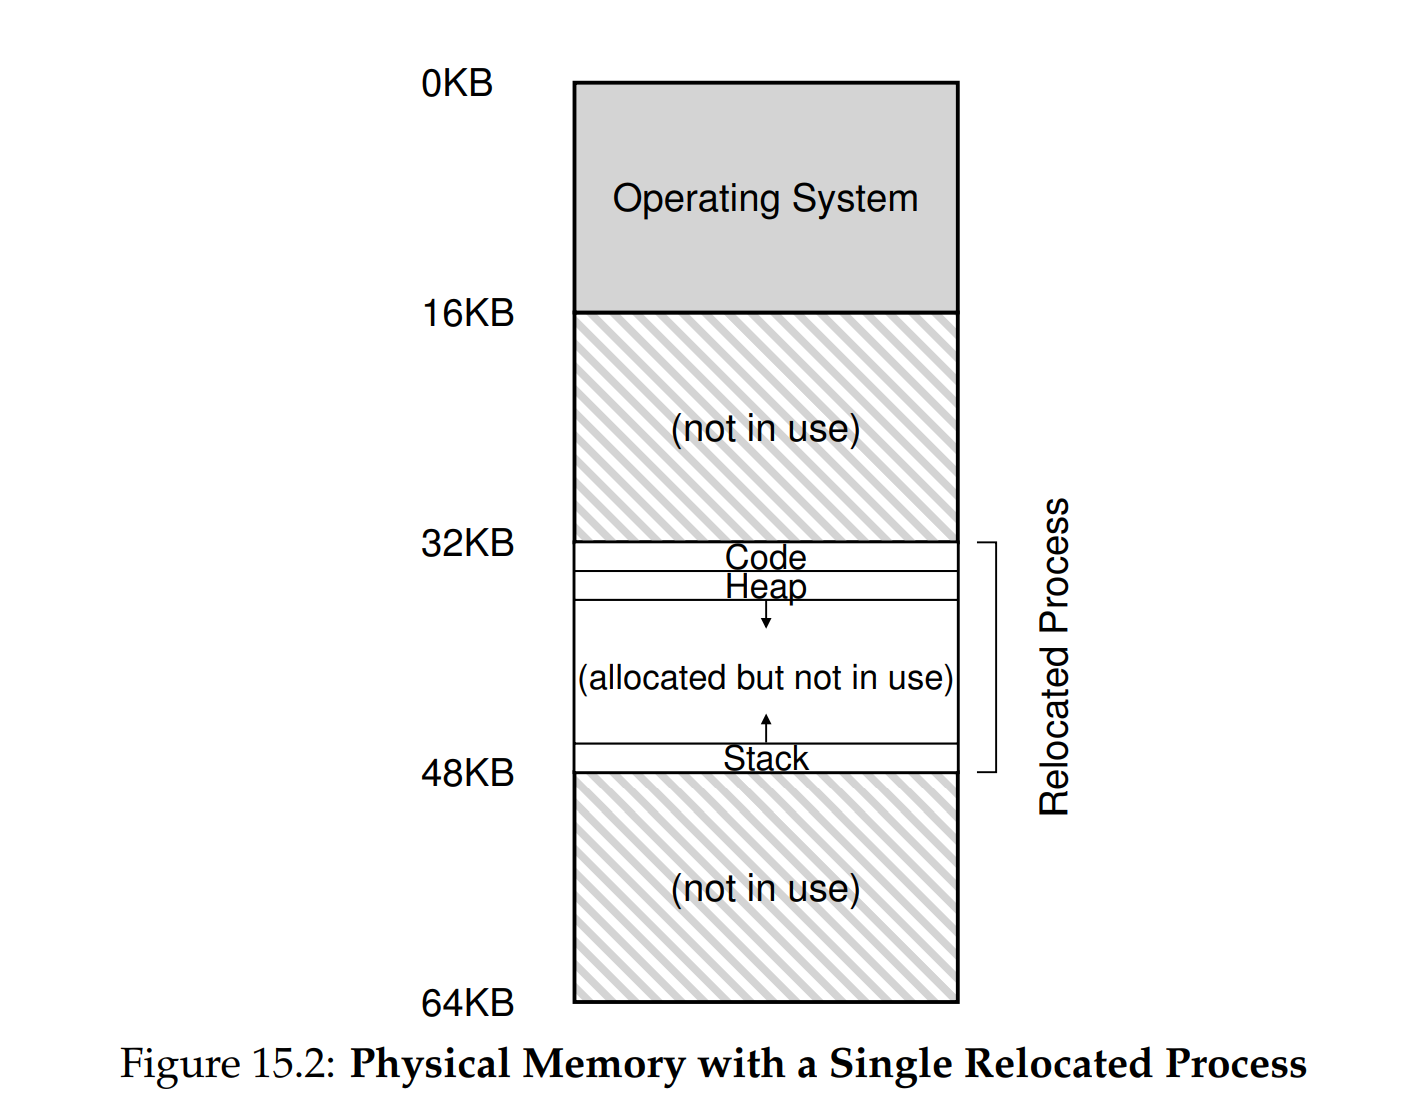 0KB
Operating System
16KB
(not in use)
32KB
Code
Heap
(allocated but not in use)
Stack
48KB
Relocated Process
(not in use)
64KB
Figure 15.2: Physical Memory with a Single Relocated Process